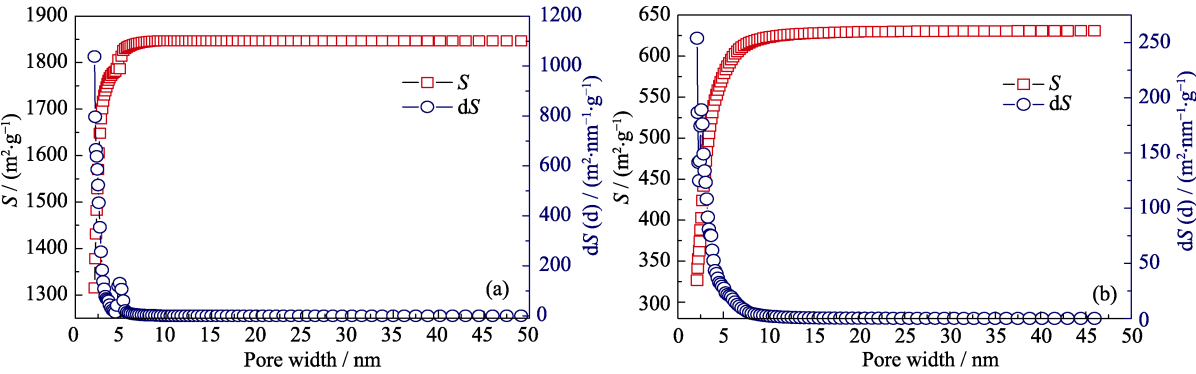 1900
1800
1700
1600
1500
1400
1300
S / (m²·g⁻¹)
1200
1000
800
600
400
200
0
dS (d) / (m²·nm⁻¹·g⁻¹)
S
dS
(a)
0 5 10 15 20 25 30 35 40 45 50
Pore width / nm
650
600
550
500
450
400
350
300
S / (m²·g⁻¹)
250
200
150
100
50
0
dS (d) / (m²·nm⁻¹·g⁻¹)
S
dS
(b)
0 5 10 15 20 25 30 35 40 45 50
Pore width / nm